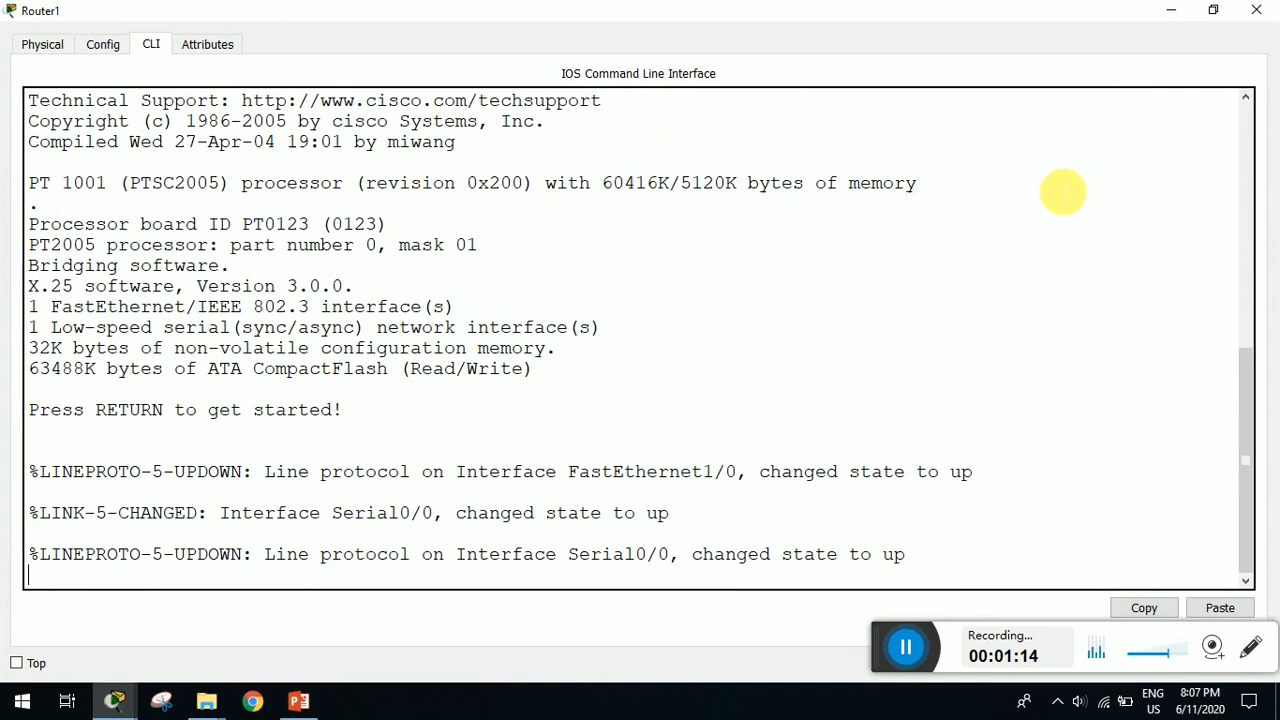 Router1
Physical Config CLI Attributes
IOS Command Line Interface
Technical Support: http://www.cisco.com/techsupport
Copyright (c) 1986-2005 by cisco Systems, Inc.
Compiled Wed 27-Apr-04 19:01 by miwang
PT 1001 (PTSC2005) processor (revision 0x200) with 60416K/5120K bytes of memory
.
Processor board ID PT0123 (0123)
PT2005 processor: part number 0, mask 01
Bridging software.
X.25 software, Version 3.0.0.
1 FastEthernet/IEEE 802.3 interface(s)
1 Low-speed serial(sync/async) network interface(s)
32K bytes of non-volatile configuration memory.
63488K bytes of ATA CompactFlash (Read/Write)
Press RETURN to get started!
%LINEPROTO-5-UPDOWN: Line protocol on Interface FastEthernet1/0, changed state to up
%LINK-5-CHANGED: Interface Serial0/0, changed state to up
%LINEPROTO-5-UPDOWN: Line protocol on Interface Serial0/0, changed state to up
Copy Paste
Recording...
00:01:14
Top
ENG
US
8:07 PM
6/11/2020